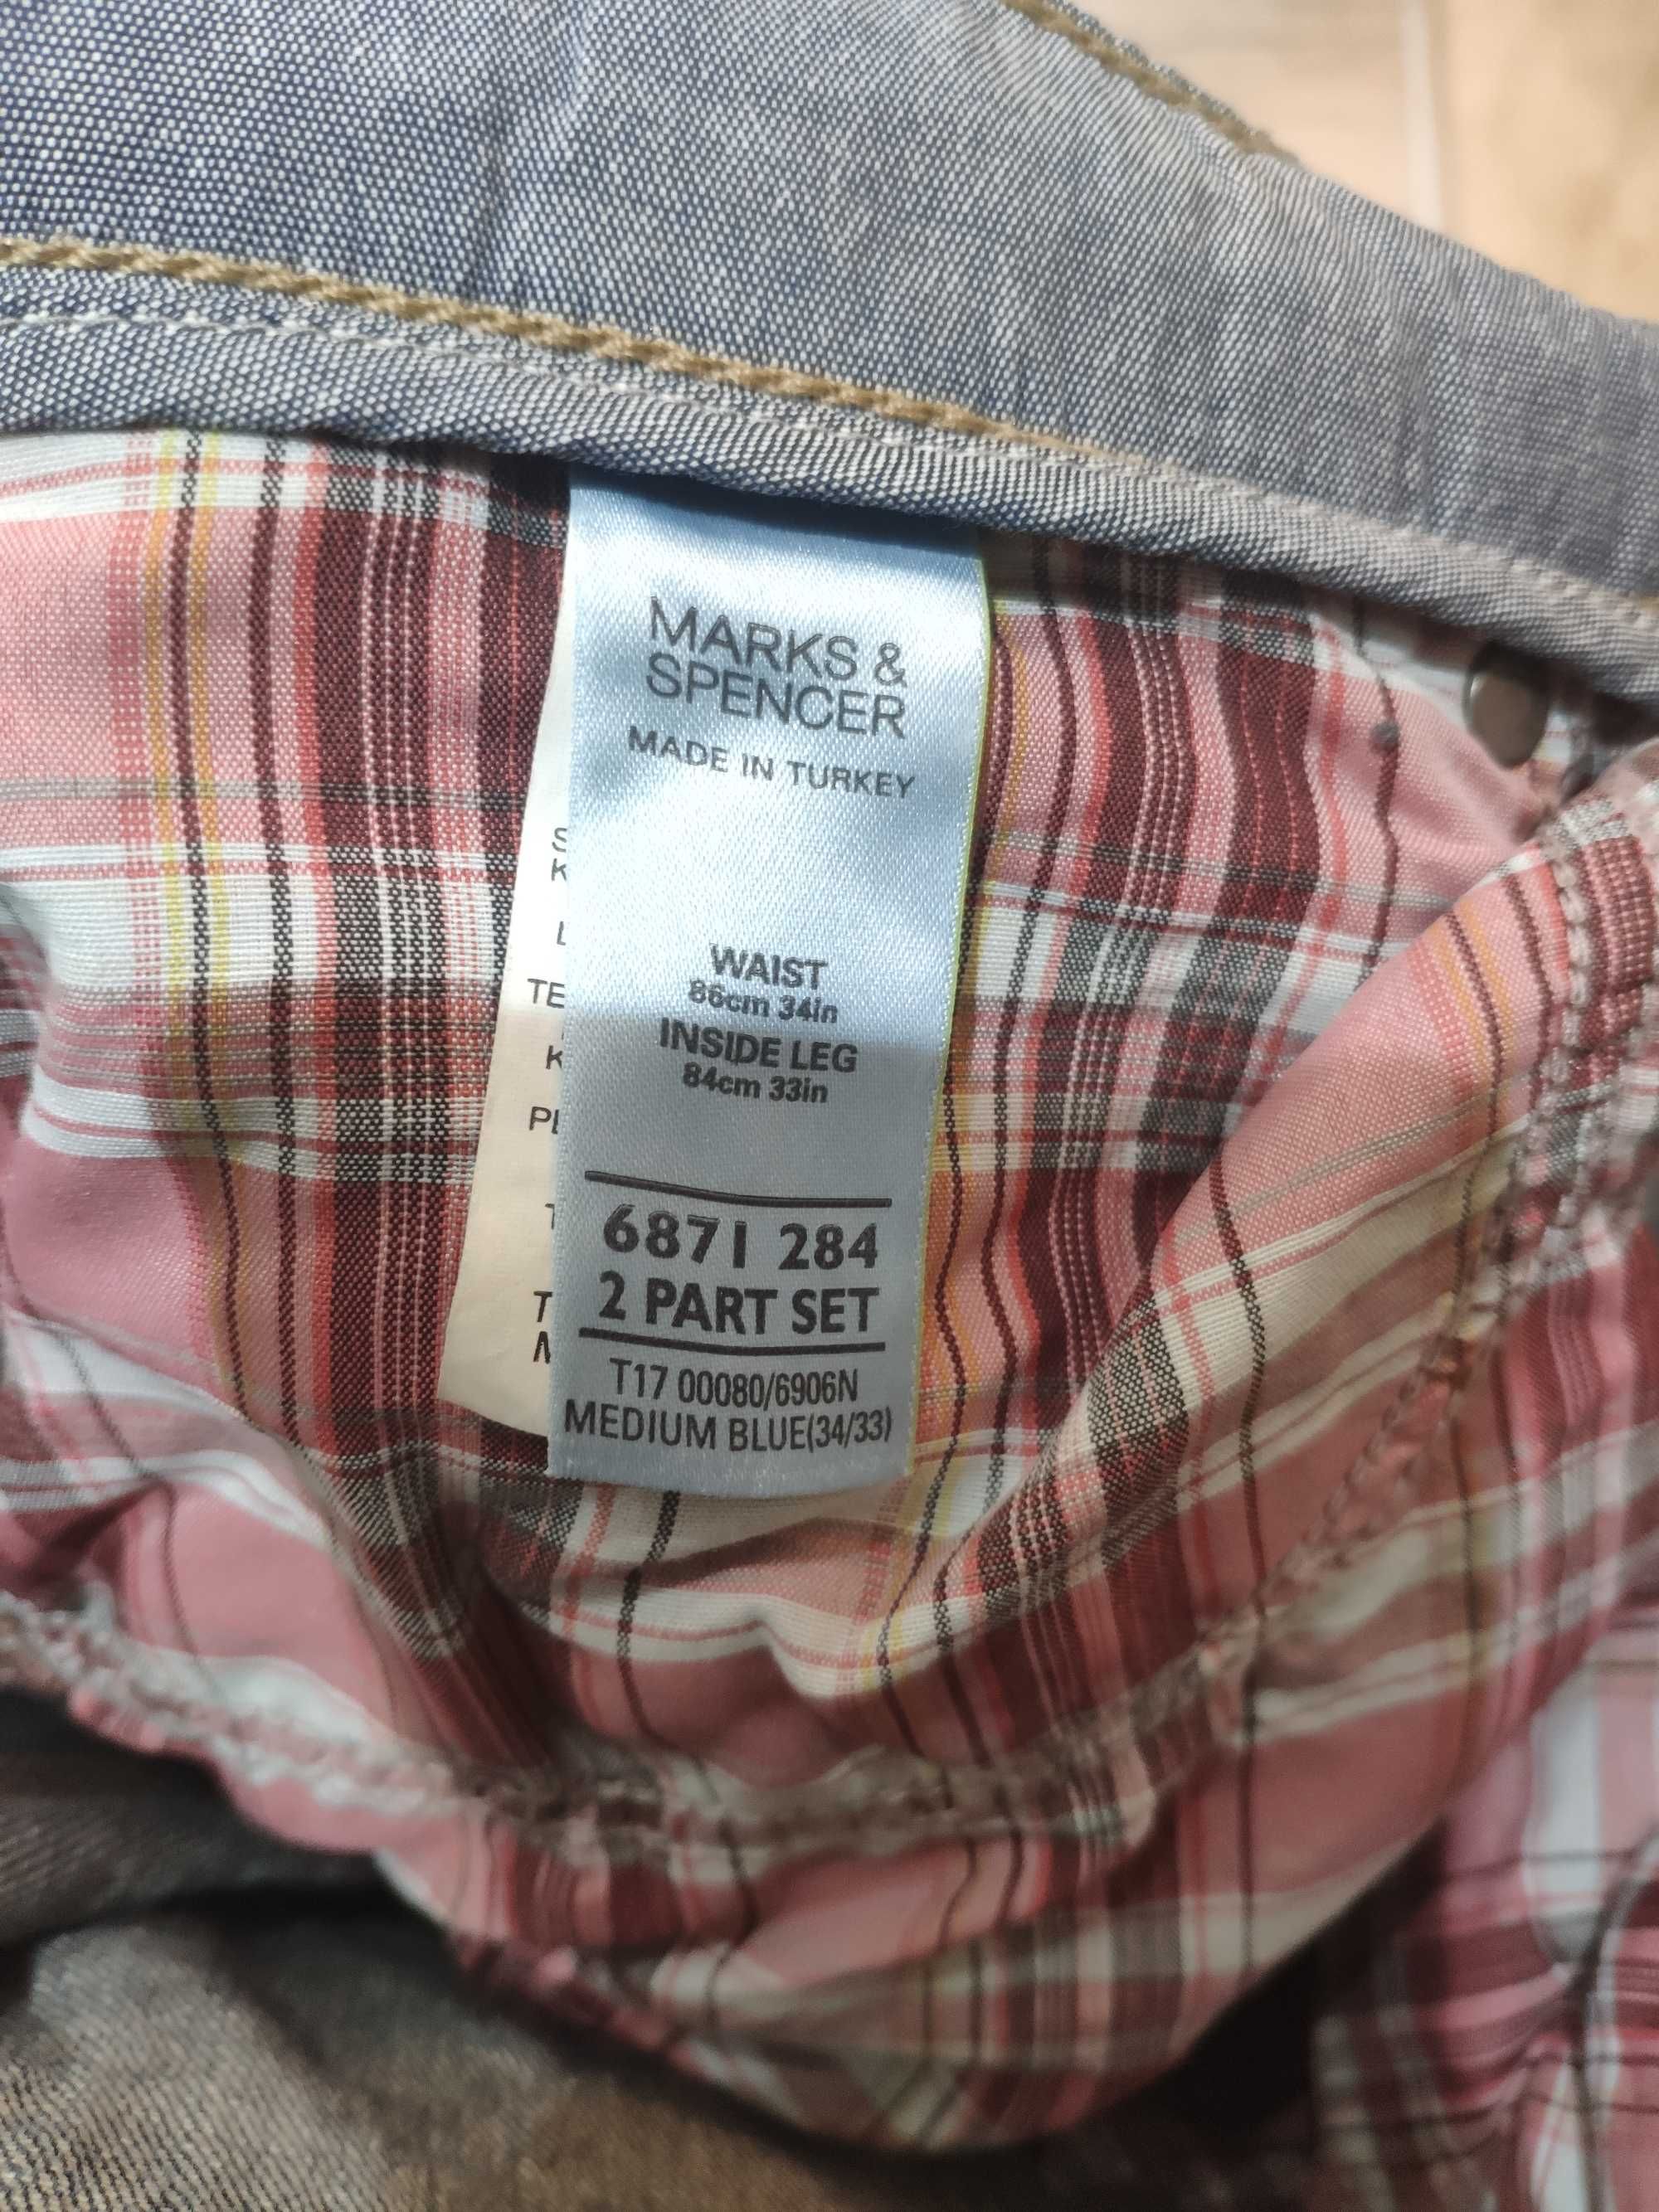 MARKS &
SPENCER
MADE IN TURKEY
WAIST
86cm 34in
INSIDE LEG
84cm 33in
6871 284
2 PART SET
T17 00080/6906N
MEDIUM BLUE(34/33)